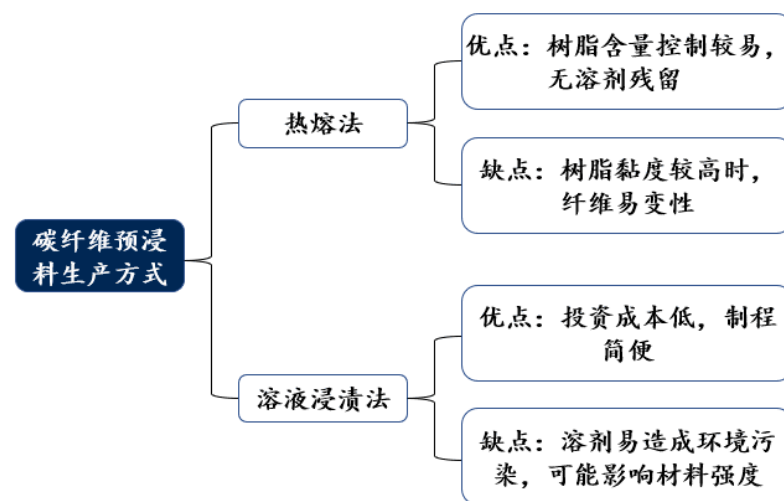 碳纤维预浸
料生产方式
热熔法
优点：树脂含量控制较易，
无溶剂残留
缺点：树脂黏度较高时，
纤维易变性
溶液浸渍法
优点：投资成本低，制程
简便
缺点：溶剂易造成环境污
染，可能影响材料强度